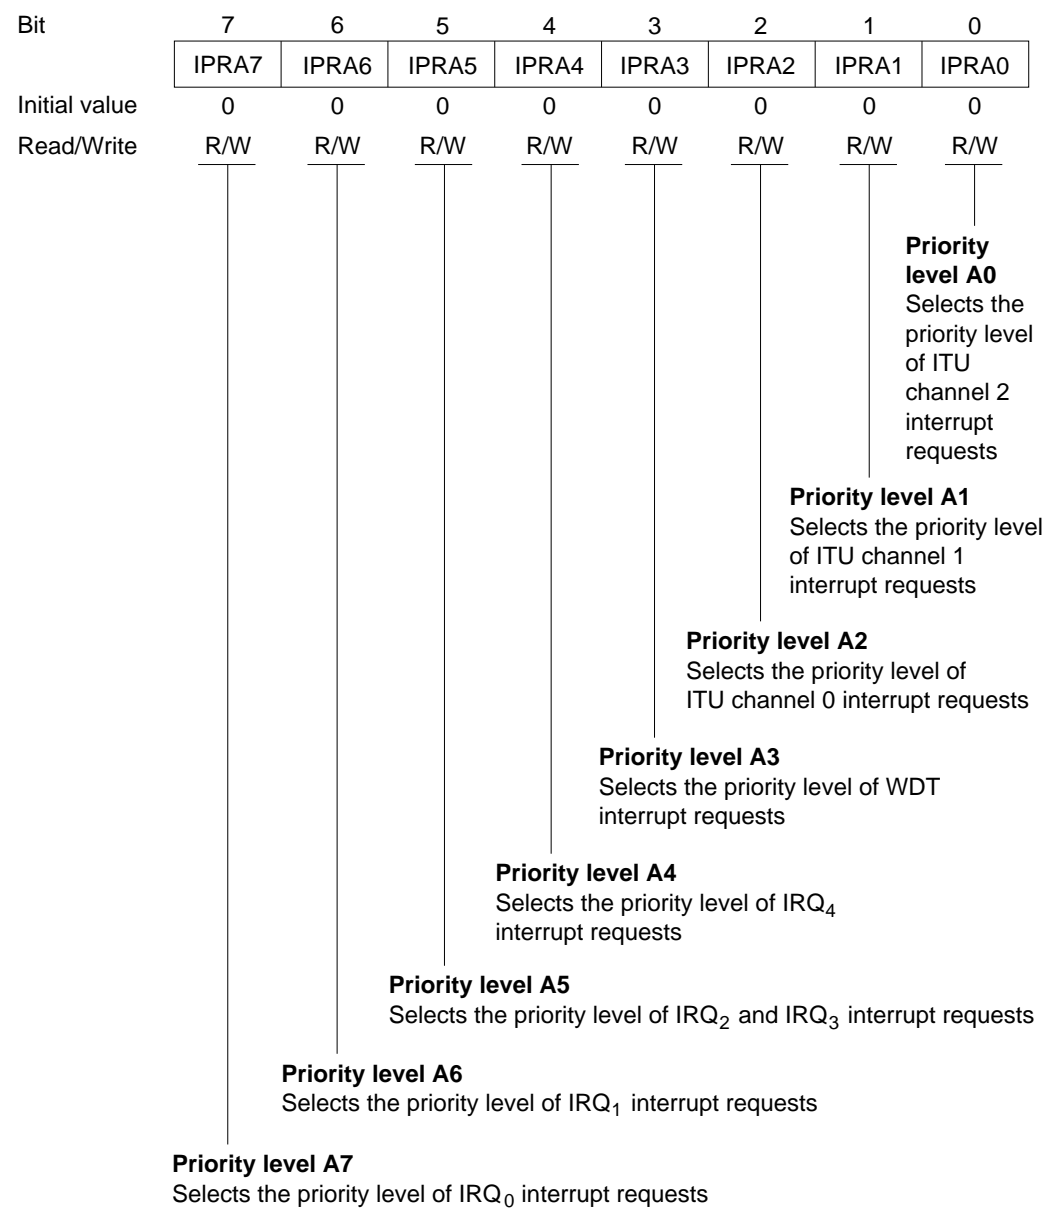 Bit 7 6 5 4 3 2 1 0
IPRA7 IPRA6 IPRA5 IPRA4 IPRA3 IPRA2 IPRA1 IPRA0
Initial value 0 0 0 0 0 0 0 0
Read/Write R/W R/W R/W R/W R/W R/W R/W R/W
Priority
level A0
Selects the
priority level
of ITU
channel 2
interrupt
requests
Priority level A1
Selects the priority level
of ITU channel 1
interrupt requests
Priority level A2
Selects the priority level of
ITU channel 0 interrupt requests
Priority level A3
Selects the priority level of WDT
interrupt requests
Priority level A4
Selects the priority level of IRQ4
interrupt requests
Priority level A5
Selects the priority level of IRQ2 and IRQ3 interrupt requests
Priority level A6
Selects the priority level of IRQ1 interrupt requests
Priority level A7
Selects the priority level of IRQ0 interrupt requests